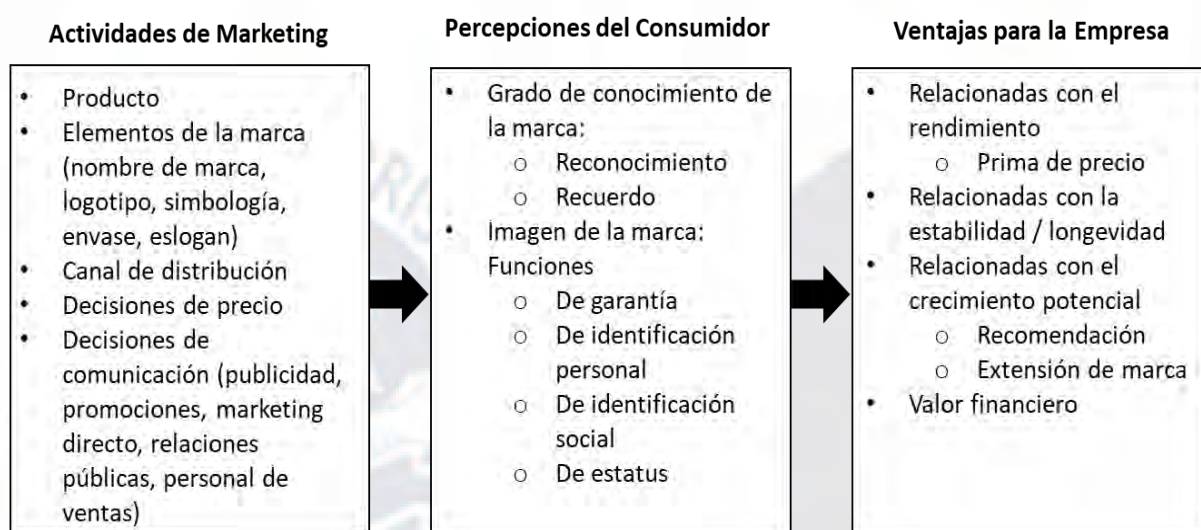 Actividades de Marketing
• Producto
• Elementos de la marca
(nombre de marca,
logotipo, simbología,
envase, eslogan)
• Canal de distribución
• Decisiones de precio
• Decisiones de
comunicación (publicidad,
promociones, marketing
directo, relaciones
públicas, personal de
ventas)
Percepciones del Consumidor
• Grado de conocimiento de
la marca:
o Reconocimiento
o Recuerdo
• Imagen de la marca:
Funciones
o De garantía
o De identificación
personal
o De identificación
social
o De estatus
Ventajas para la Empresa
• Relacionadas con el
rendimiento
o Prima de precio
• Relacionadas con la
estabilidad / longevidad
• Relacionadas con el
crecimiento potencial
o Recomendación
o Extensión de marca
• Valor financiero